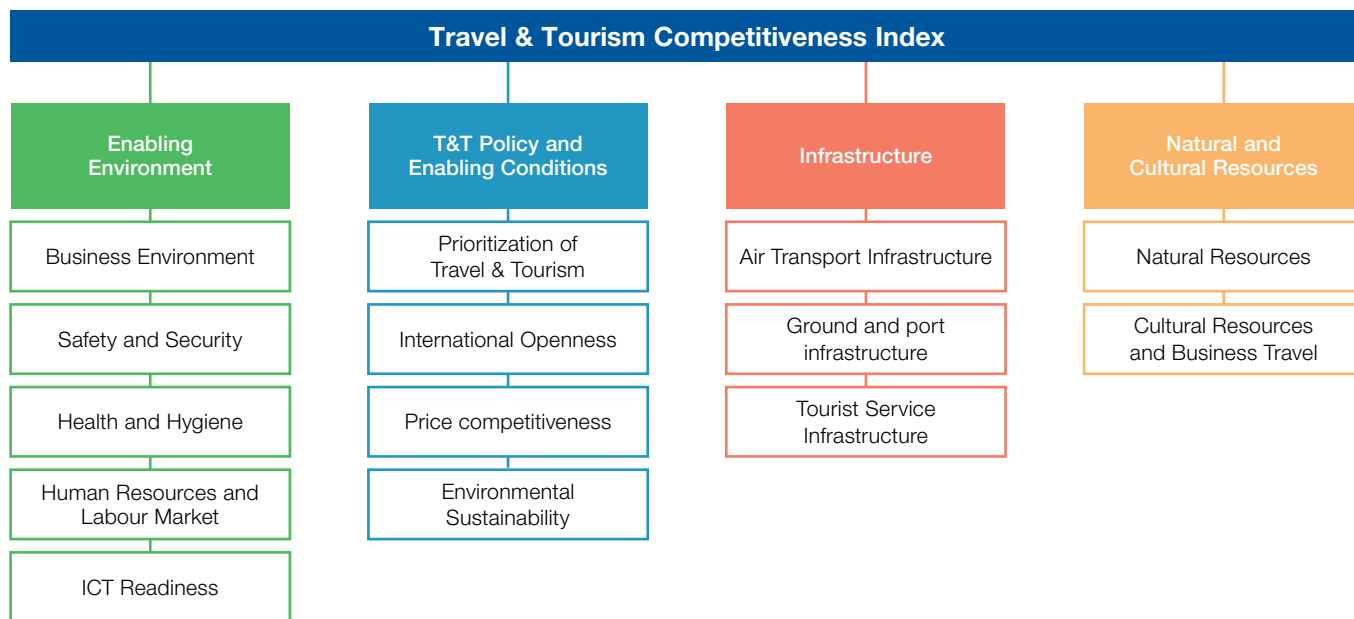 Travel & Tourism Competitiveness Index
Enabling
Environment
Business Environment
Safety and Security
Health and Hygiene
Human Resources and
Labour Market
ICT Readiness
T&T Policy and
Enabling Conditions
Prioritization of
Travel & Tourism
International Openness
Price competitiveness
Environmental
Sustainability
Infrastructure
Air Transport Infrastructure
Ground and port
infrastructure
Tourist Service
Infrastructure
Natural and
Cultural Resources
Natural Resources
Cultural Resources
and Business Travel